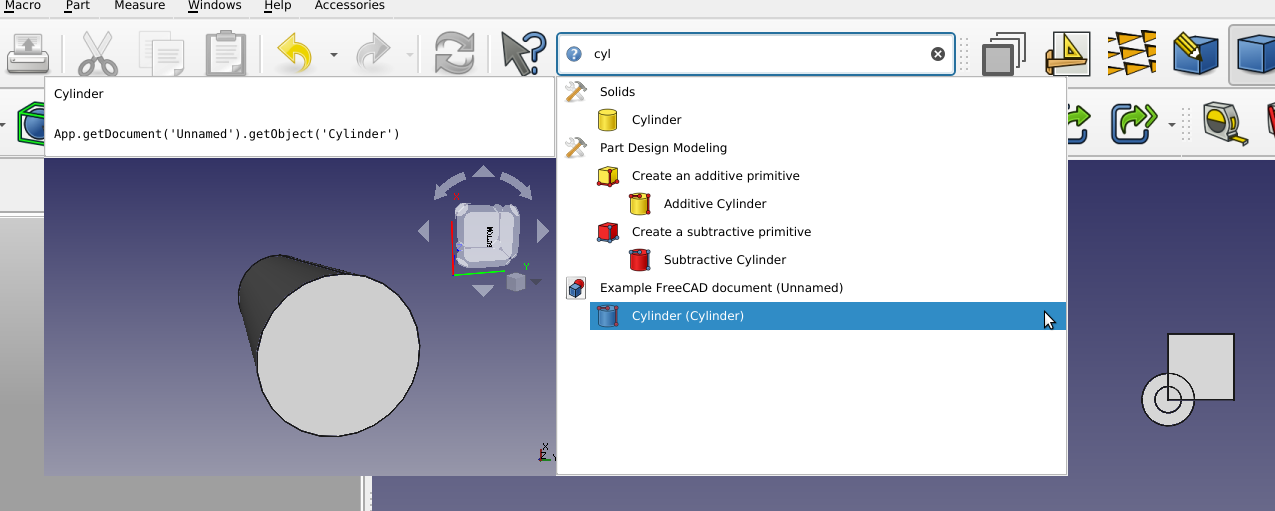 Macro Part Measure Windows Help Accessories
cyl
Cylinder
App.getDocument('Unnamed').getObject('Cylinder')
Solids
Cylinder
Part Design Modeling
Create an additive primitive
Additive Cylinder
Create a subtractive primitive
Subtractive Cylinder
Example FreeCAD document (Unnamed)
Cylinder (Cylinder)
X
BOTTOM
Y
X
Z
Y